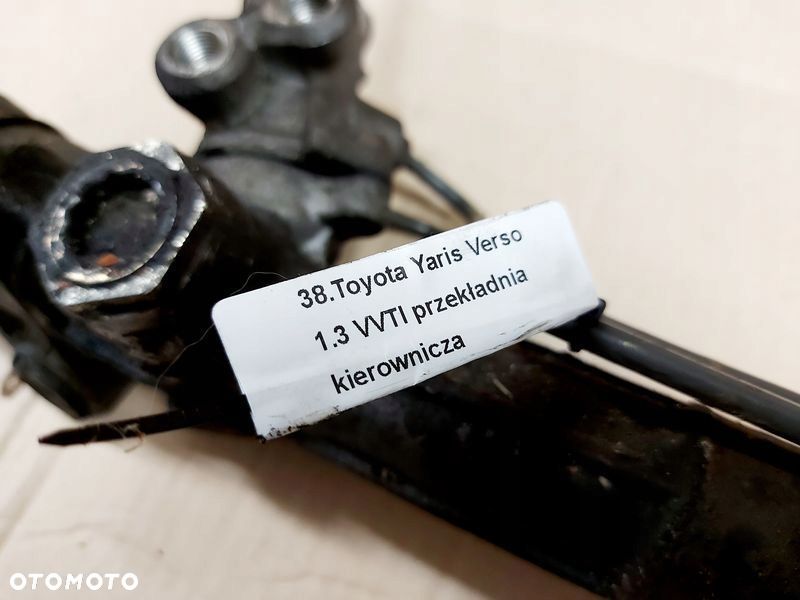 38.Toyota Yaris Verso
1.3 VVTI przekładnia
kierownicza
OTOMOTO